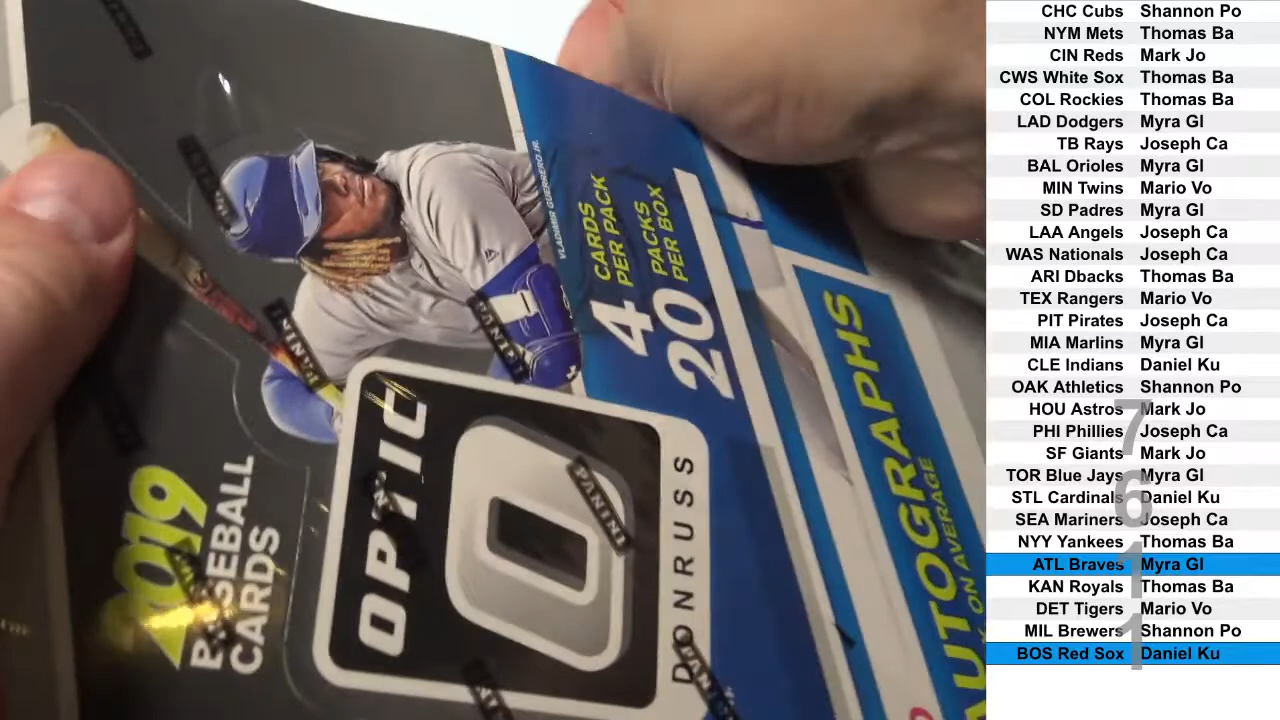 CHC Cubs Shannon Po
NYM Mets Thomas Ba
CIN Reds Mark Jo
CWS White Sox Thomas Ba
COL Rockies Thomas Ba
LAD Dodgers Myra Gl
TB Rays Joseph Ca
BAL Orioles Myra Gl
MIN Twins Mario Vo
SD Padres Myra Gl
LAA Angels Joseph Ca
WAS Nationals Joseph Ca
ARI Dbacks Thomas Ba
TEX Rangers Mario Vo
PIT Pirates Joseph Ca
MIA Marlins Myra Gl
CLE Indians Daniel Ku
OAK Athletics Shannon Po
HOU Astros Mark Jo
PHI Phillies Joseph Ca
SF Giants Mark Jo
TOR Blue Jays Myra Gl
STL Cardinals Daniel Ku
SEA Mariners Joseph Ca
NYY Yankees Thomas Ba
ATL Braves Myra Gl
KAN Royals Thomas Ba
DET Tigers Mario Vo
MIL Brewers Shannon Po
BOS Red Sox Daniel Ku
7
6
1
1
2019
BASEBALL
CARDS
OPTIC
DONRUSS
VLADIMIR GUERRERO JR.
4 CARDS
PER PACK
20 PACKS
PER BOX
AUTOGRAPHS
ON AVERAGE
PANINI
PANINI
PANINI